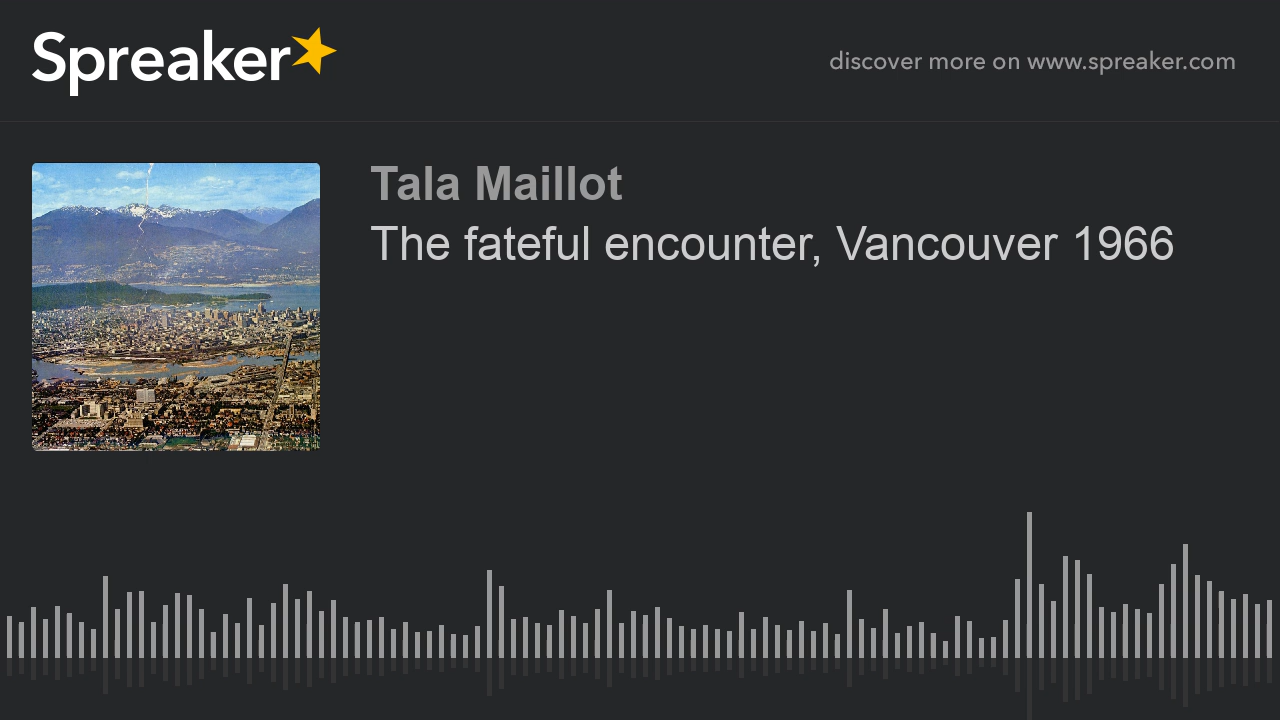 Spreaker
discover more on www.spreaker.com
Tala Maillot
The fateful encounter, Vancouver 1966